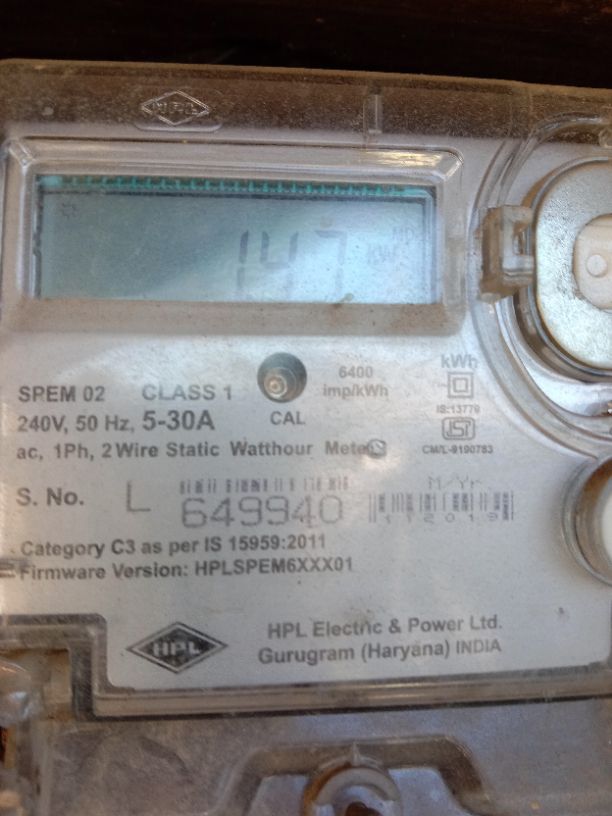 HPL
MD
147 kW
kWh
6400
imp/kWh
IS:13779
SPEM 02 CLASS 1
240V, 50 Hz, 5-30A
CAL
CM/L-9190783
ac, 1Ph, 2 Wire Static Watthour Meter
S. No. L 649940
M/Yr.
112019
Category C3 as per IS 15959:2011
Firmware Version: HPLSPEM6XXX01
HPL
HPL Electric & Power Ltd.
Gurugram (Haryana) INDIA